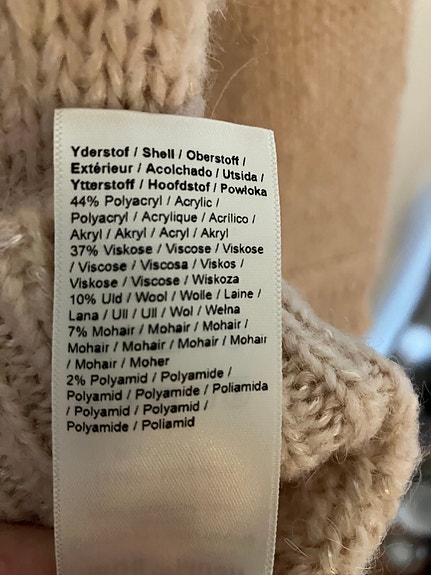 Yderstof / Shell / Oberstoff /
Extérieur / Acolchado / Utsida /
Ytterstoff / Hoofdstof / Powłoka
44% Polyacryl / Acrylic /
Polyacryl / Acrylique / Acrilico /
Akryl / Akryl / Acryl / Akryl
37% Viskose / Viscose / Viskose
/ Viscose / Viscosa / Viskos /
Viskose / Viscose / Wiskoza
10% Uld / Wool / Wolle / Laine /
Lana / Ull / Ull / Wol / Wełna
7% Mohair / Mohair / Mohair /
Mohair / Mohair / Mohair / Mohair
/ Mohair / Moher
2% Polyamid / Polyamide /
Polyamid / Polyamide / Poliamida
/ Polyamid / Polyamid /
Polyamide / Poliamid